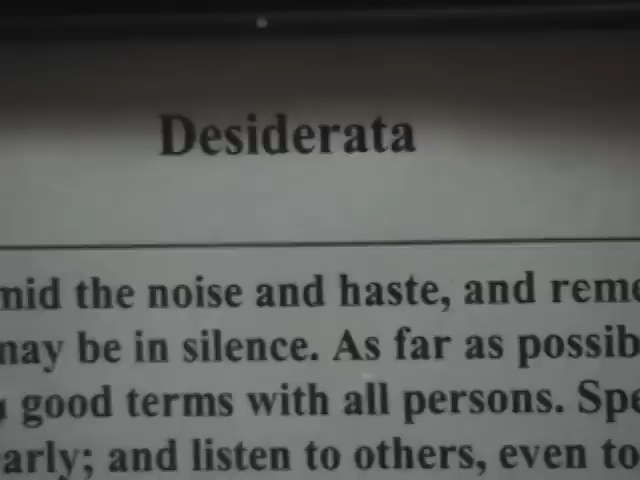 Desiderata
mid the noise and haste, and reme
may be in silence. As far as possib
good terms with all persons. Spe
arly; and listen to others, even to